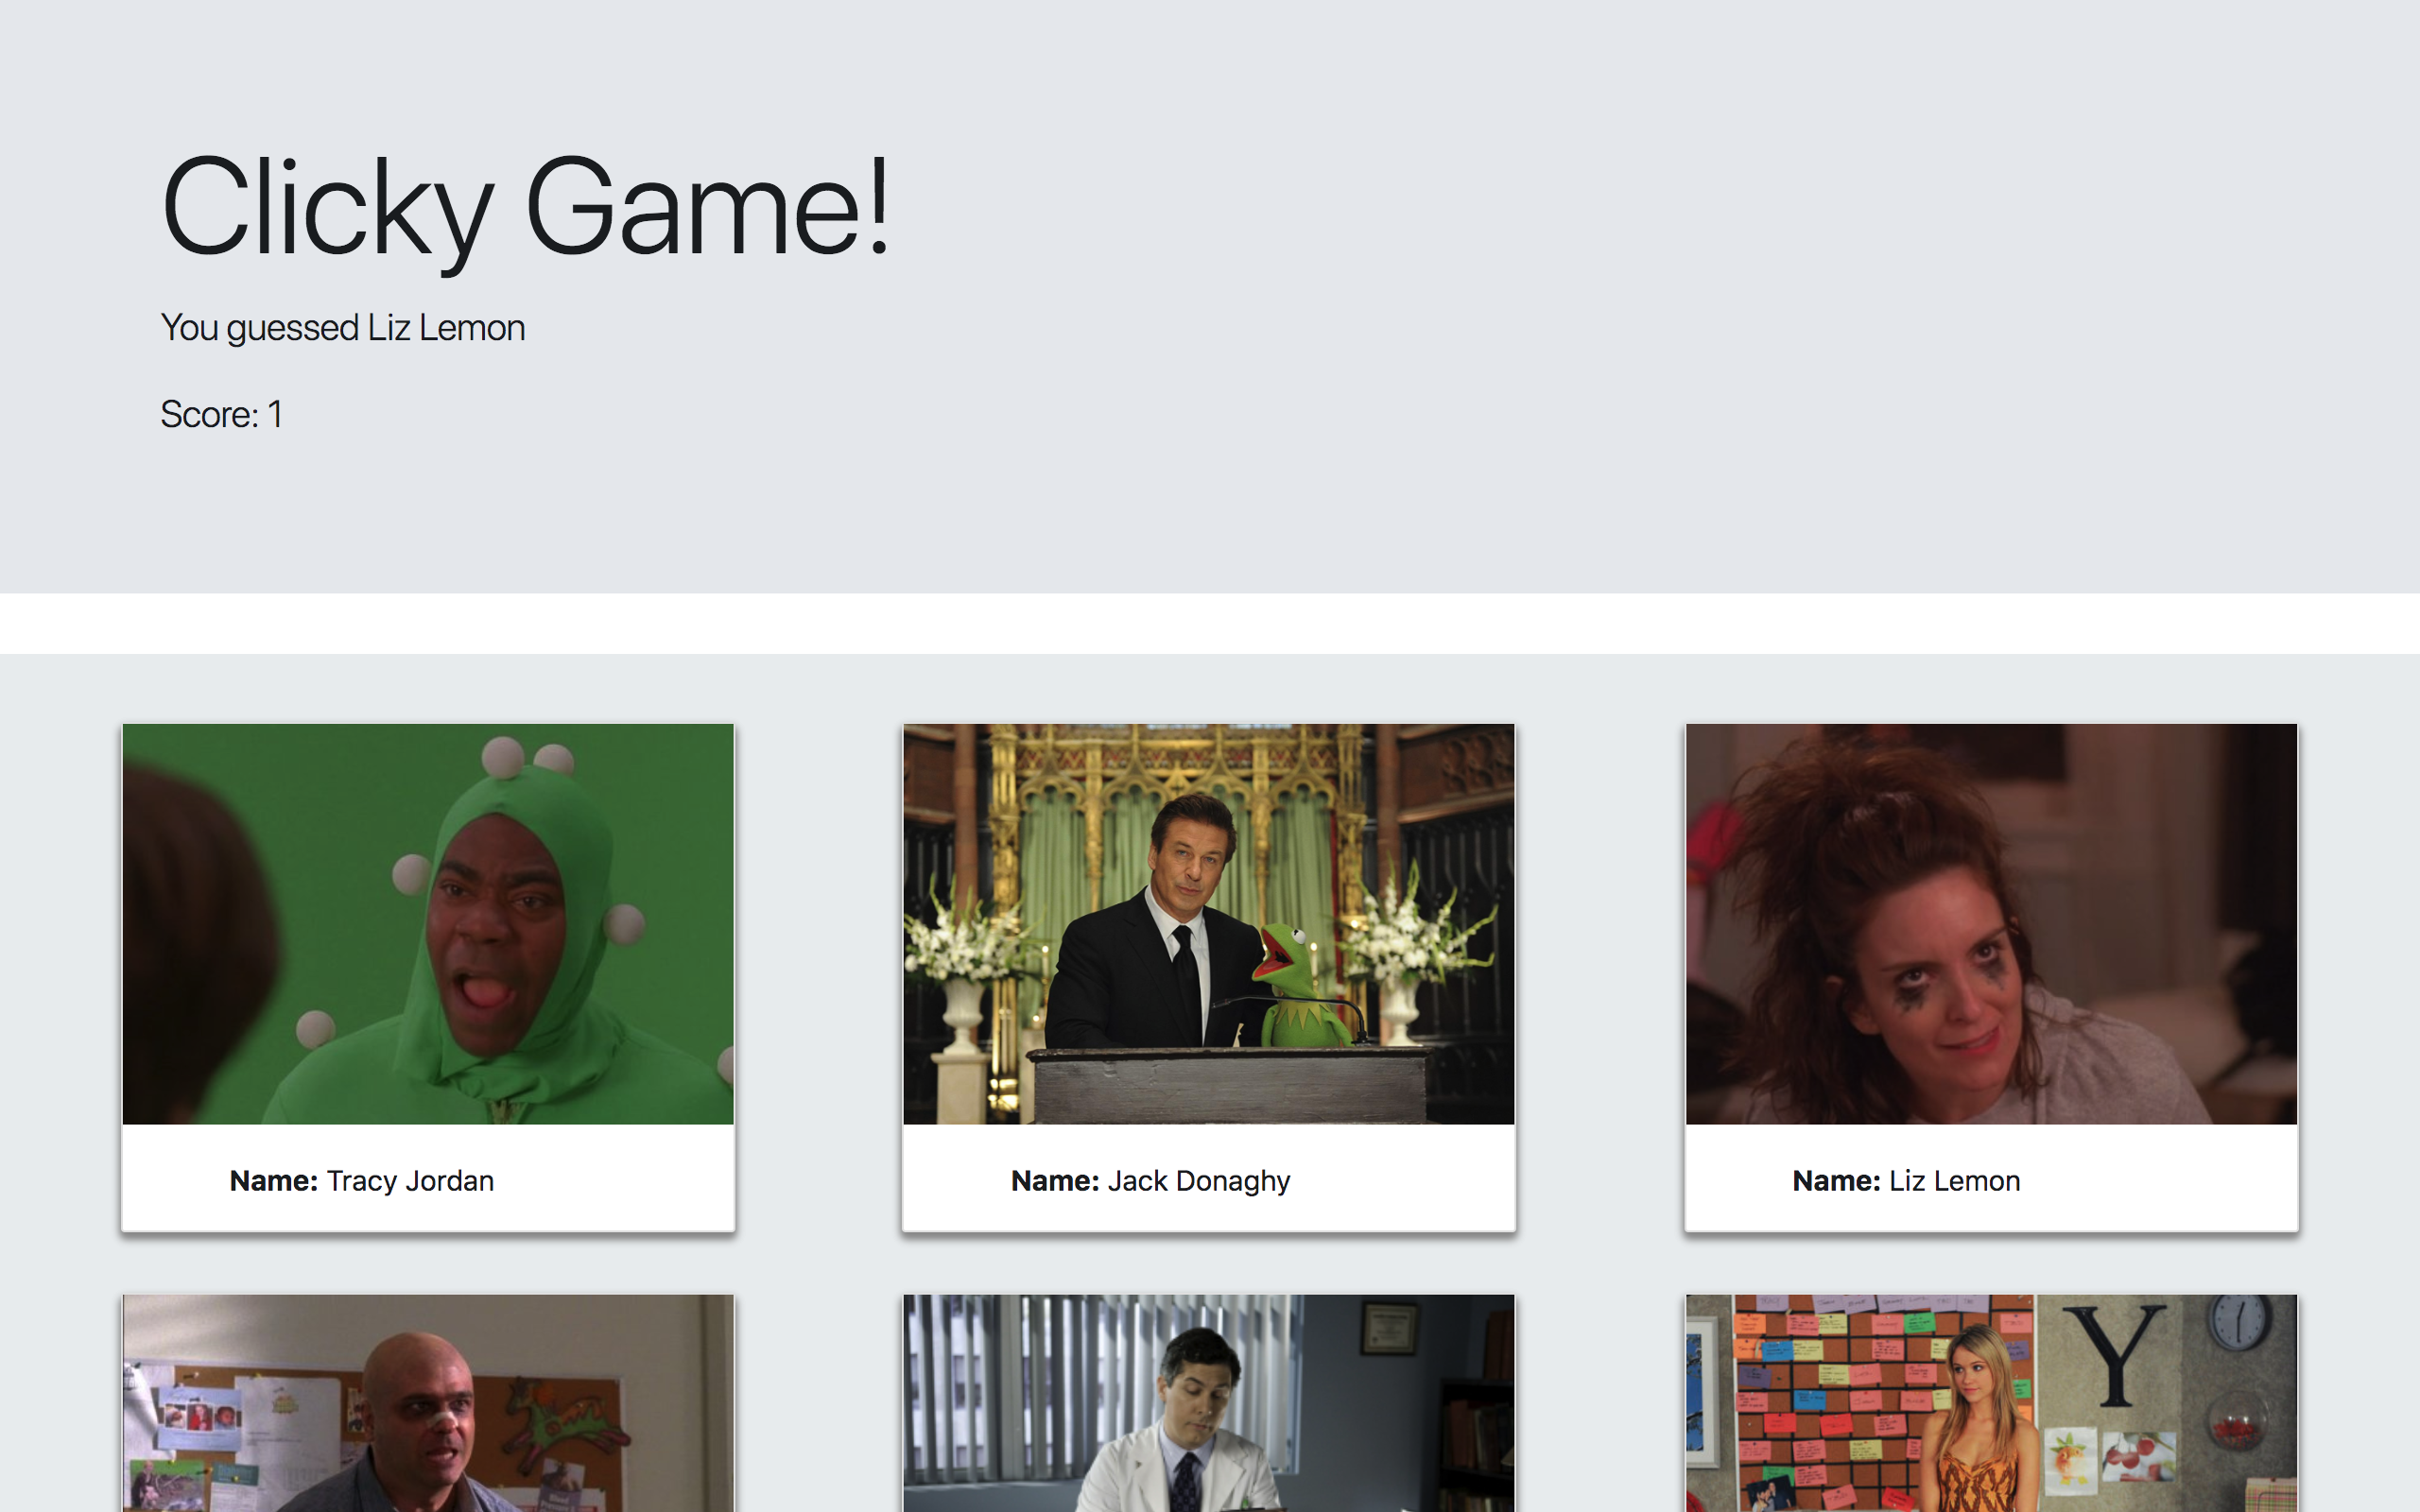 Clicky Game!
You guessed Liz Lemon
Score: 1
Name: Tracy Jordan
Name: Jack Donaghy
Name: Liz Lemon
Y